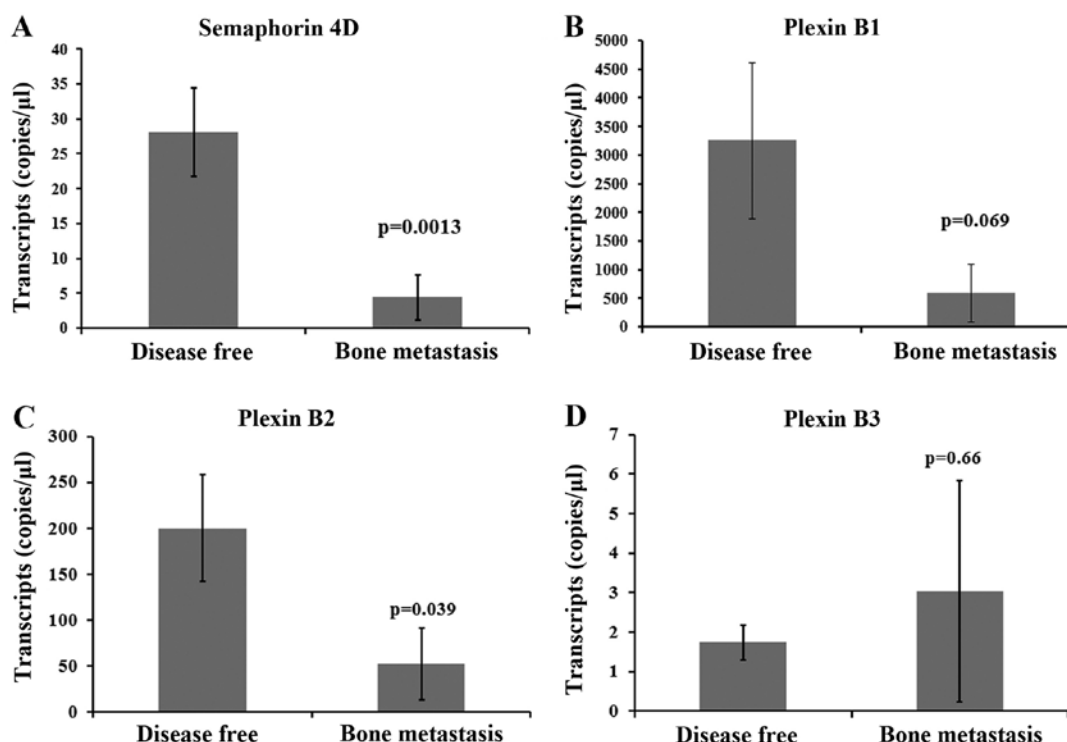 A
Semaphorin 4D
Transcripts (copies/µl)
40
35
30
25
20
15
10
5
0
p=0.0013
Disease free
Bone metastasis
B
Plexin B1
Transcripts (copies/µl)
5000
4500
4000
3500
3000
2500
2000
1500
1000
500
0
p=0.069
Disease free
Bone metastasis
C
Plexin B2
Transcripts (copies/µl)
300
250
200
150
100
50
0
p=0.039
Disease free
Bone metastasis
D
Plexin B3
Transcripts (copies/µl)
7
6
5
4
3
2
1
0
p=0.66
Disease free
Bone metastasis